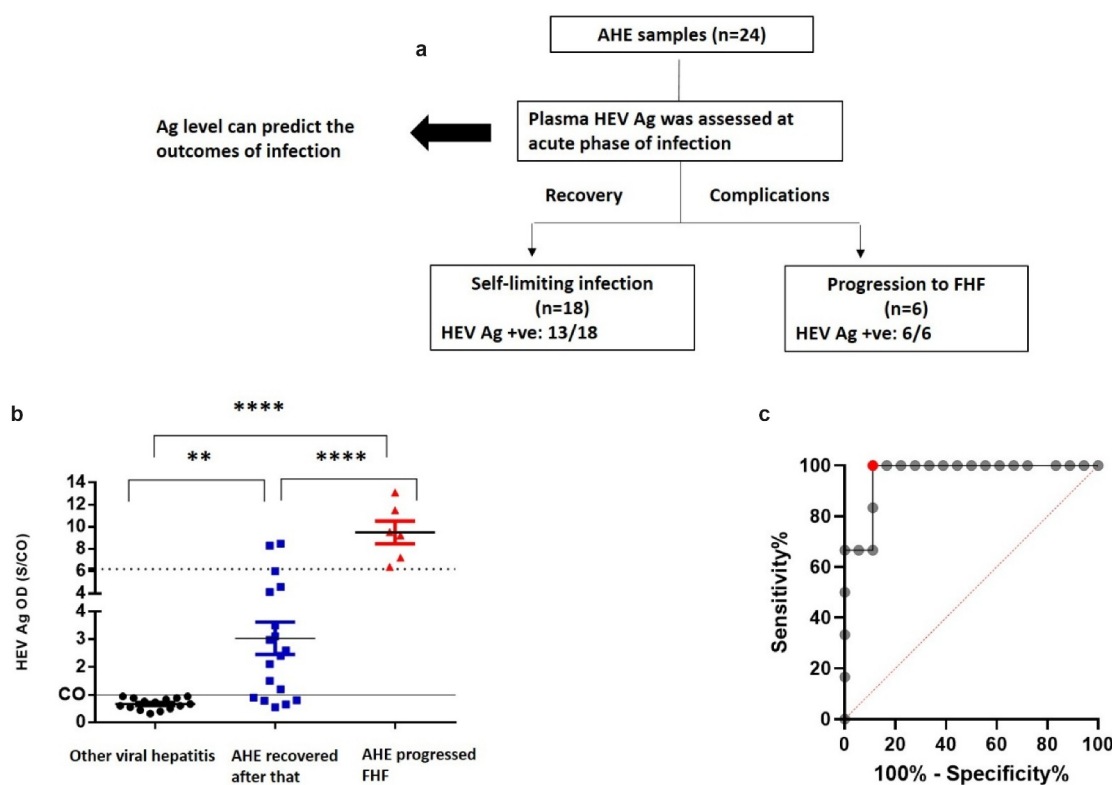 a
AHE samples (n=24)
Ag level can predict the
outcomes of infection
Plasma HEV Ag was assessed at
acute phase of infection
Recovery
Complications
Self-limiting infection
(n=18)
HEV Ag +ve: 13/18
Progression to FHF
(n=6)
HEV Ag +ve: 6/6
b
****
**
****
HEV Ag OD (S/CO)
14
12
10
8
6
4
4
3
2
CO
0
Other viral hepatitis
AHE recovered
after that
AHE progressed
FHF
c
Sensitivity%
100
80
60
40
20
0
0
20
40
60
80
100
100% - Specificity%